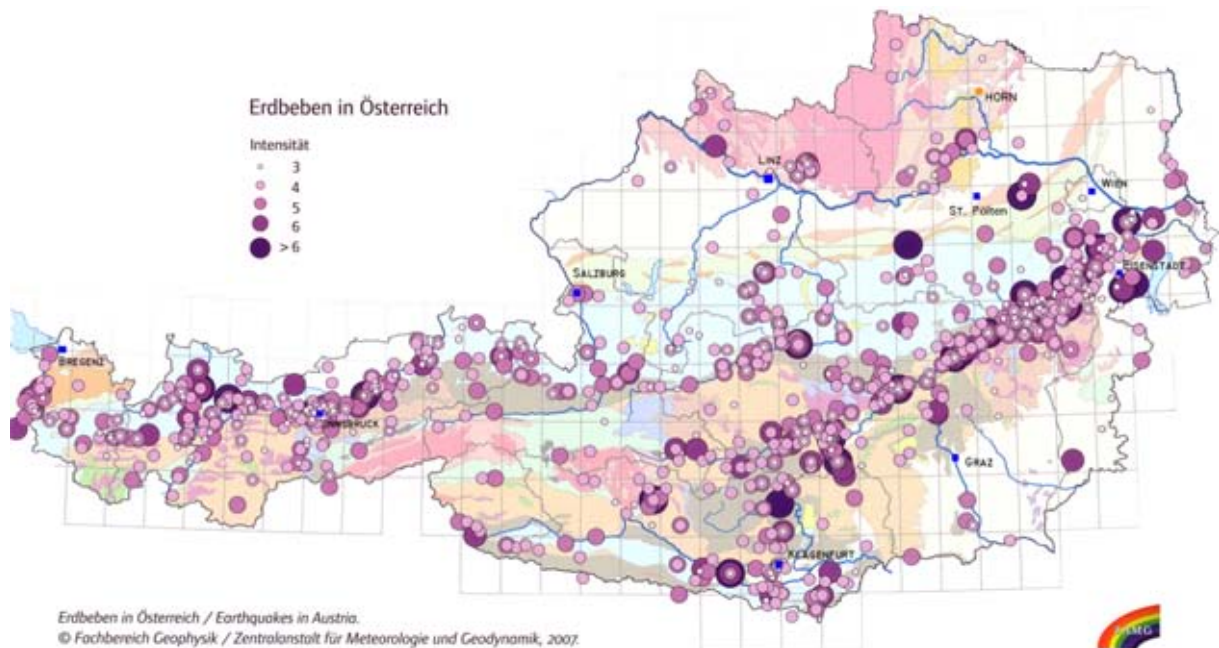 Erdbeben in Österreich
Intensität
3
4
5
6
> 6
HORN
LINZ
WIEN
ST. Pölten
SALZBURG
EISENSTADT
BREGENZ
INNSBRUCK
GRAZ
KLAGENFURT
Erdbeben in Österreich / Earthquakes in Austria.
© Fachbereich Geophysik / Zentralanstalt für Meteorologie und Geodynamik, 2007.
ZAMG